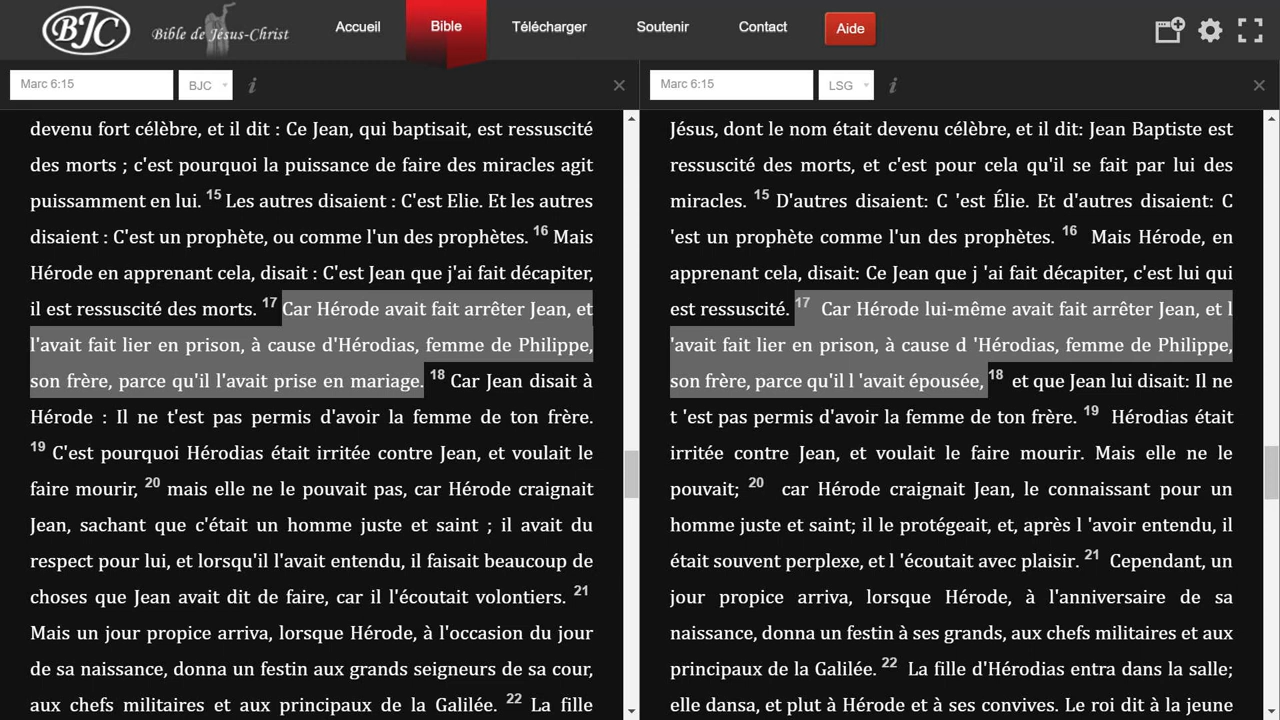 BJC
Bible de Jésus-Christ
Accueil
Bible
Télécharger
Soutenir
Contact
Aide
Marc 6:15
BJC
i
Marc 6:15
LSG
i
devenu fort célèbre, et il dit : Ce Jean, qui baptisait, est ressuscité
des morts ; c'est pourquoi la puissance de faire des miracles agit
puissamment en lui. 15 Les autres disaient : C'est Elie. Et les autres
disaient : C'est un prophète, ou comme l'un des prophètes. 16 Mais
Hérode en apprenant cela, disait : C'est Jean que j'ai fait décapiter,
il est ressuscité des morts. 17 Car Hérode avait fait arrêter Jean, et
l'avait fait lier en prison, à cause d'Hérodias, femme de Philippe,
son frère, parce qu'il l'avait prise en mariage. 18 Car Jean disait à
Hérode : Il ne t'est pas permis d'avoir la femme de ton frère.
19 C'est pourquoi Hérodias était irritée contre Jean, et voulait le
faire mourir, 20 mais elle ne le pouvait pas, car Hérode craignait
Jean, sachant que c'était un homme juste et saint ; il avait du
respect pour lui, et lorsqu'il l'avait entendu, il faisait beaucoup de
choses que Jean avait dit de faire, car il l'écoutait volontiers. 21
Mais un jour propice arriva, lorsque Hérode, à l'occasion du jour
de sa naissance, donna un festin aux grands seigneurs de sa cour,
aux chefs militaires et aux principaux de la Galilée. 22 La fille
Jésus, dont le nom était devenu célèbre, et il dit: Jean Baptiste est
ressuscité des morts, et c'est pour cela qu'il se fait par lui des
miracles. 15 D'autres disaient: C 'est Élie. Et d'autres disaient: C
'est un prophète comme l'un des prophètes. 16 Mais Hérode, en
apprenant cela, disait: Ce Jean que j 'ai fait décapiter, c'est lui qui
est ressuscité. 17 Car Hérode lui-même avait fait arrêter Jean, et l
'avait fait lier en prison, à cause d 'Hérodias, femme de Philippe,
son frère, parce qu'il l 'avait épousée, 18 et que Jean lui disait: Il ne
t 'est pas permis d'avoir la femme de ton frère. 19 Hérodias était
irritée contre Jean, et voulait le faire mourir. Mais elle ne le
pouvait; 20 car Hérode craignait Jean, le connaissant pour un
homme juste et saint; il le protégeait, et, après l 'avoir entendu, il
était souvent perplexe, et l 'écoutait avec plaisir. 21 Cependant, un
jour propice arriva, lorsque Hérode, à l'anniversaire de sa
naissance, donna un festin à ses grands, aux chefs militaires et aux
principaux de la Galilée. 22 La fille d'Hérodias entra dans la salle;
elle dansa, et plut à Hérode et à ses convives. Le roi dit à la jeune